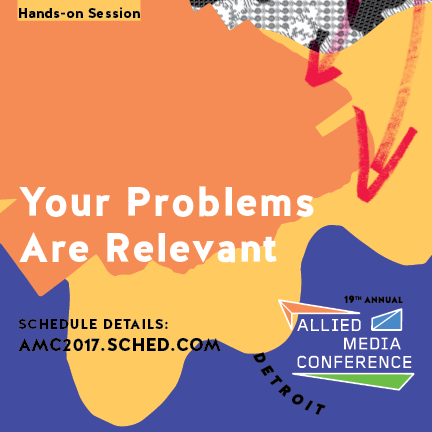 Hands-on Session
Your Problems
Are Relevant
SCHEDULE DETAILS:
AMC2017.SCHED.COM
19TH ANNUAL
ALLIED
MEDIA
CONFERENCE
DETROIT